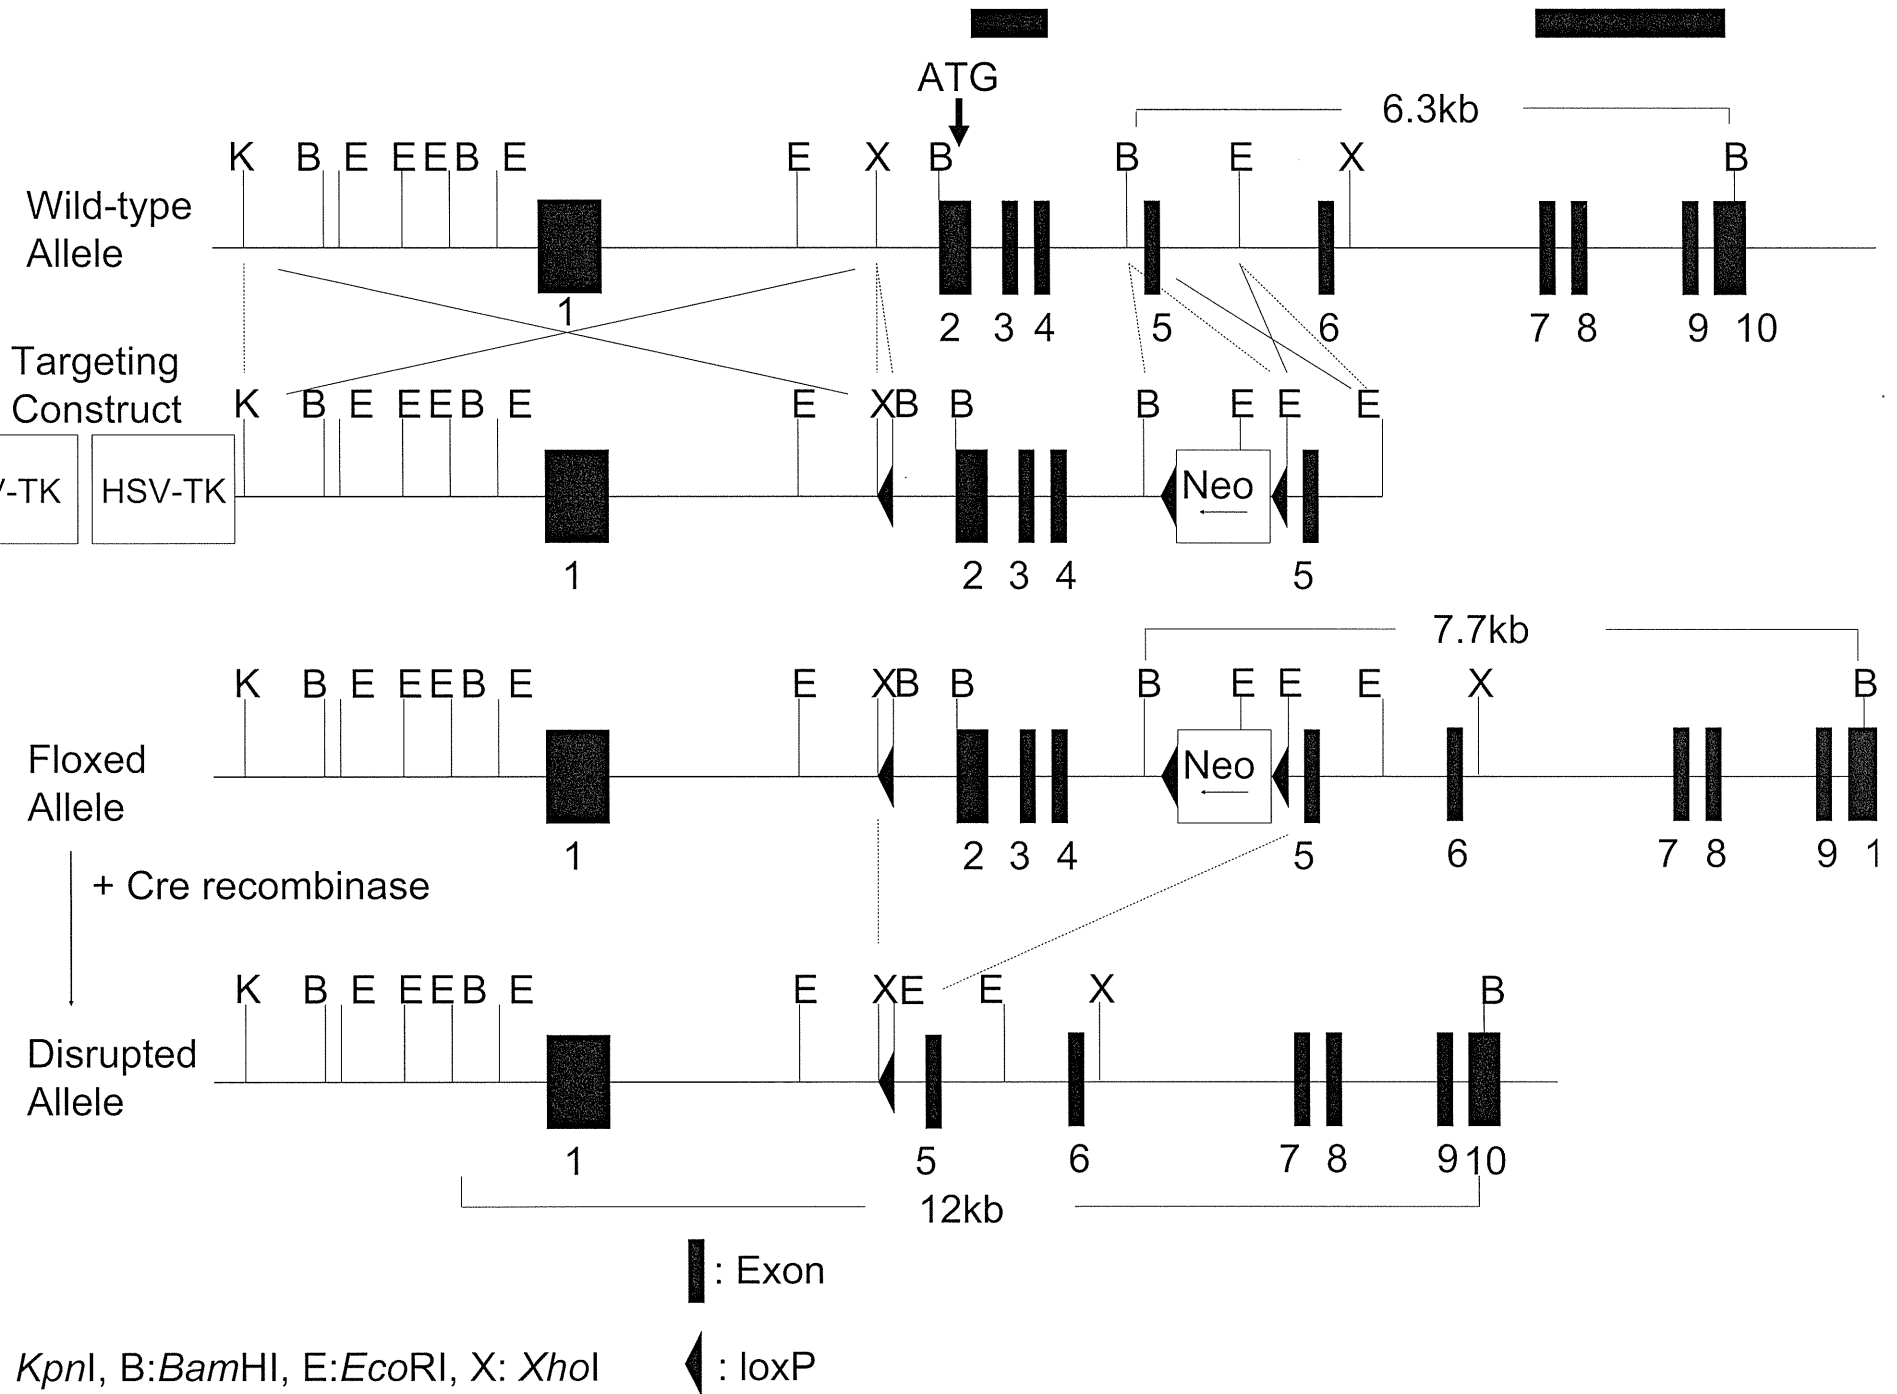 ATG
6.3kb
K B E E E B E E X B B E X B
Wild-type
Allele
1 2 3 4 5 6 7 8 9 10
Targeting
Construct
K B E E E B E E X B B B E E E
V-TK HSV-TK Neo
1 2 3 4 5
7.7kb
K B E E E B E E X B B B E E E X B
Floxed
Allele
Neo
1 2 3 4 5 6 7 8 9 1
+ Cre recombinase
K B E E E B E E X E E X B
Disrupted
Allele
1 5 6 7 8 9 10
12kb
: Exon
KpnI, B:BamHI, E:EcoRI, X: XhoI
: loxP